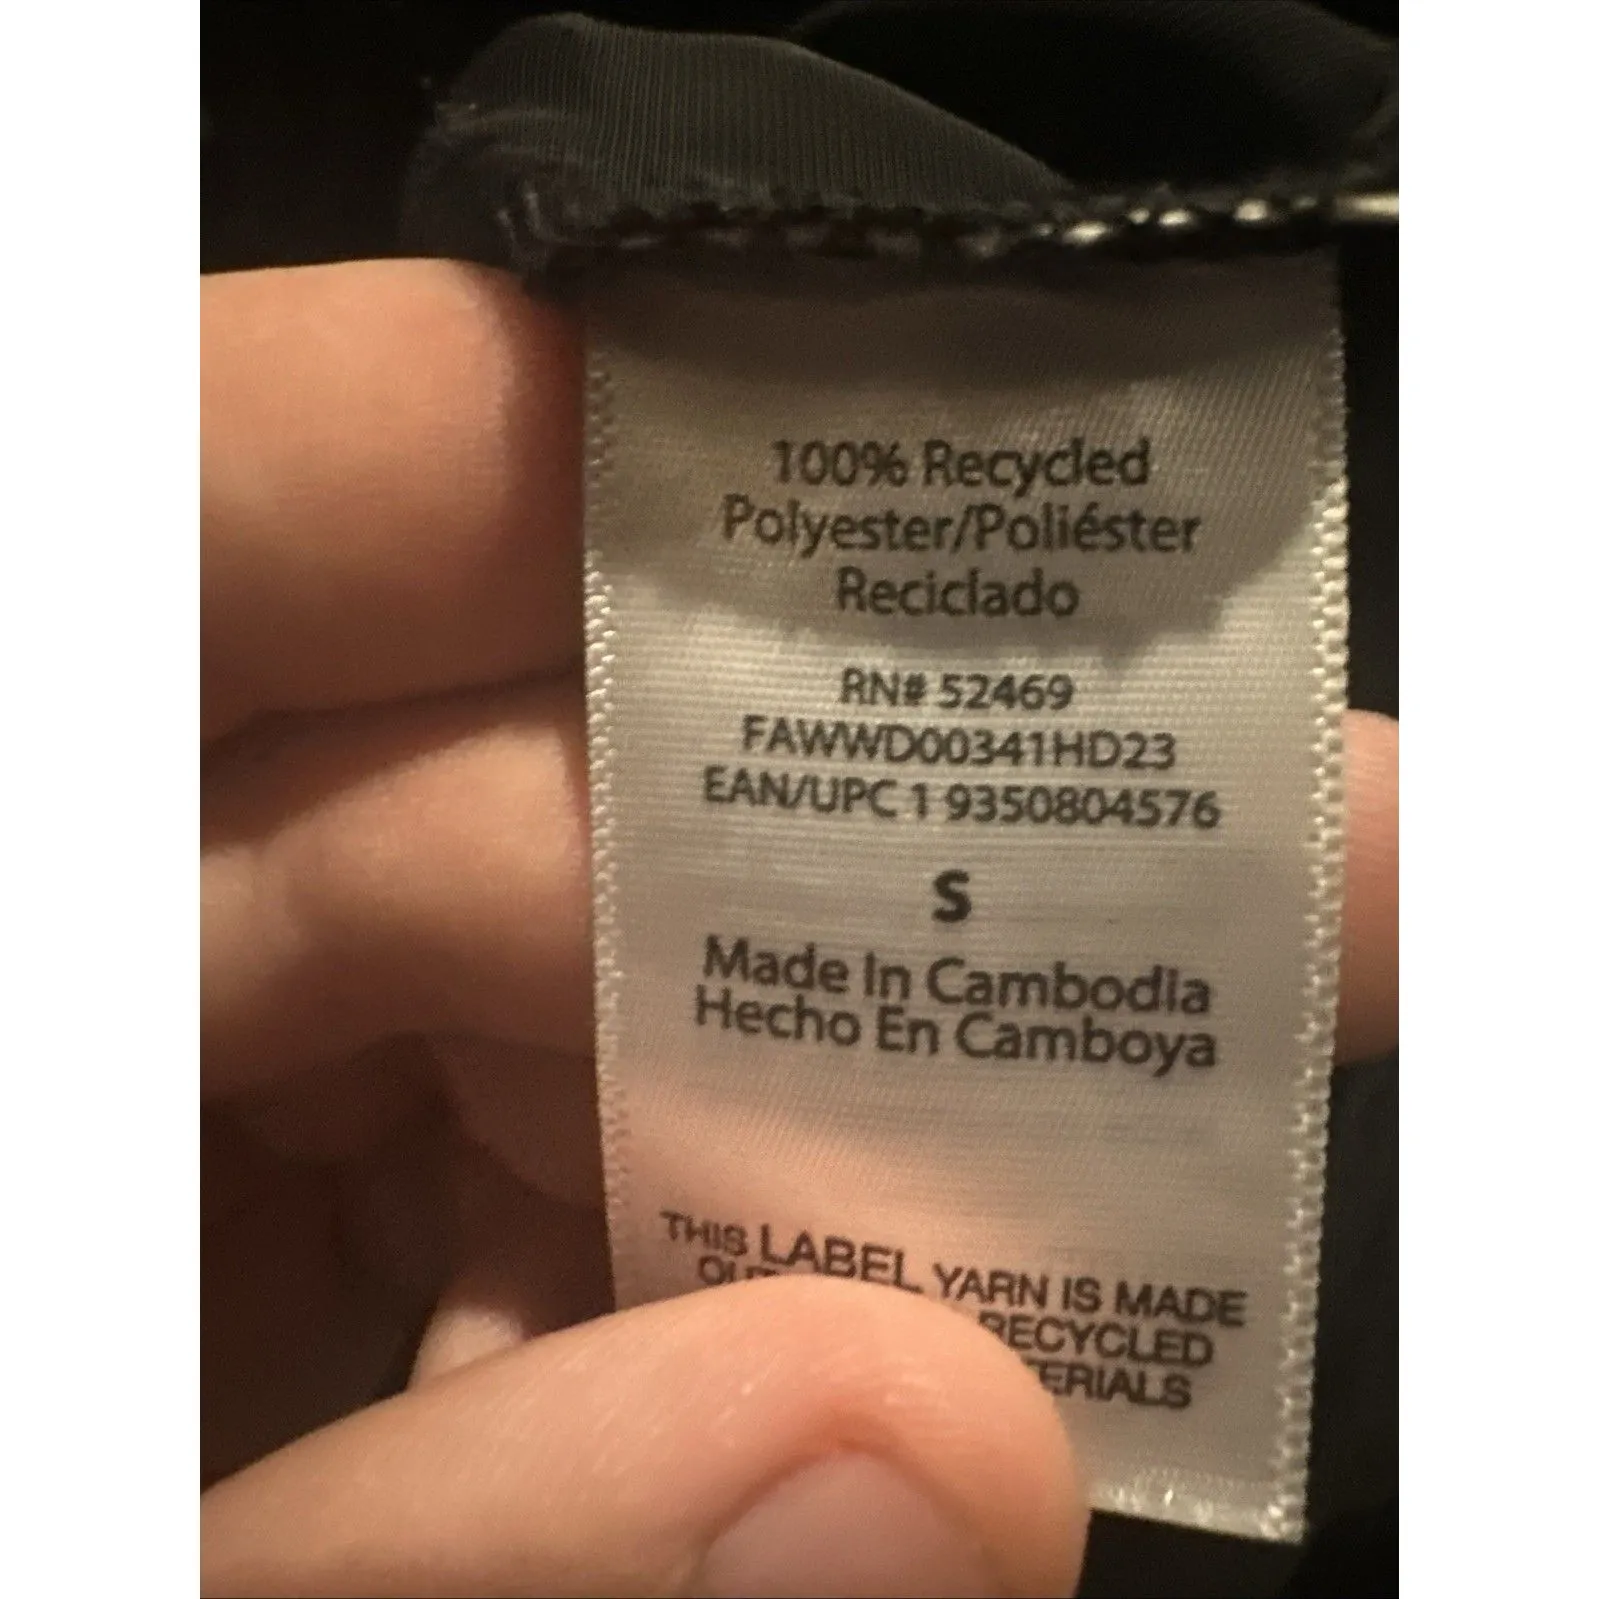 100% Recycled
Polyester/Poliéster
Reciclado
RN# 52469
FAWWD00341HD23
EAN/UPC 1 9350804576
S
Made In Cambodia
Hecho En Camboya
THIS LABEL YARN IS MADE
RECYCLED